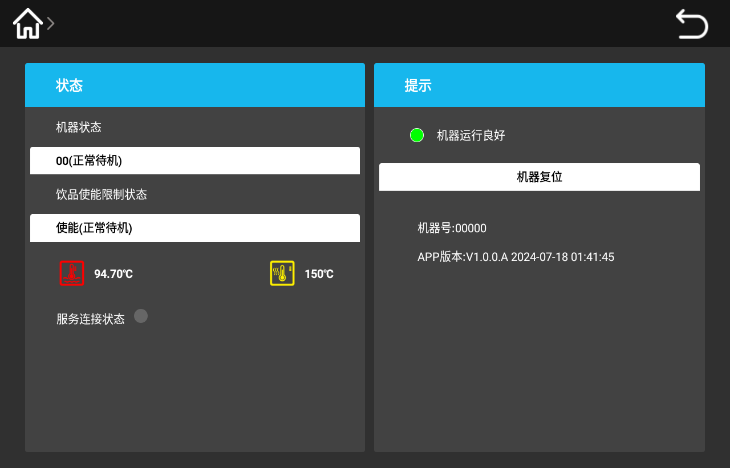 状态
机器状态
00(正常待机)
饮品使能限制状态
使能(正常待机)
94.70℃
150℃
服务连接状态
提示
机器运行良好
机器复位
机器号:00000
APP版本:V1.0.0.A 2024-07-18 01:41:45